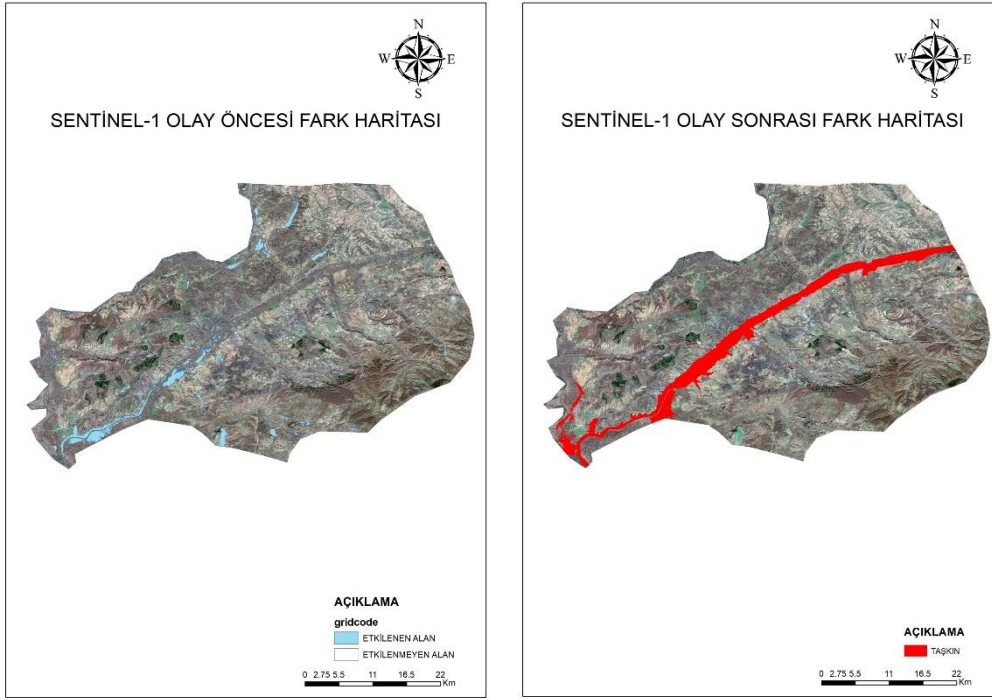 N
W E
S
SENTİNEL-1 OLAY ÖNCESİ FARK HARİTASI
AÇIKLAMA
gridcode
ETKİLENEN ALAN
ETKİLENMEYEN ALAN
0 2.75 5.5 11 16.5 22
Km
N
W E
S
SENTİNEL-1 OLAY SONRASI FARK HARİTASI
AÇIKLAMA
TAŞKIN
0 2.75 5.5 11 16.5 22
Km